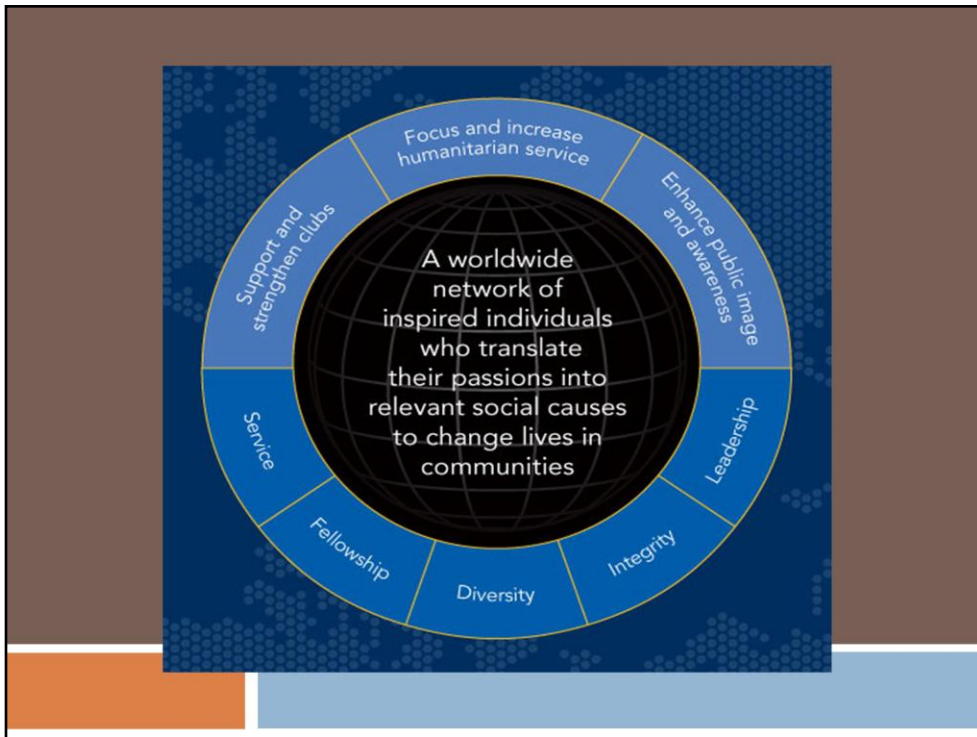 Focus and increase
humanitarian service
Support and
strengthen clubs
Enhance public image
and awareness
A worldwide
network of
inspired individuals
who translate
their passions into
relevant social causes
to change lives in
communities
Service
Fellowship
Diversity
Integrity
Leadership